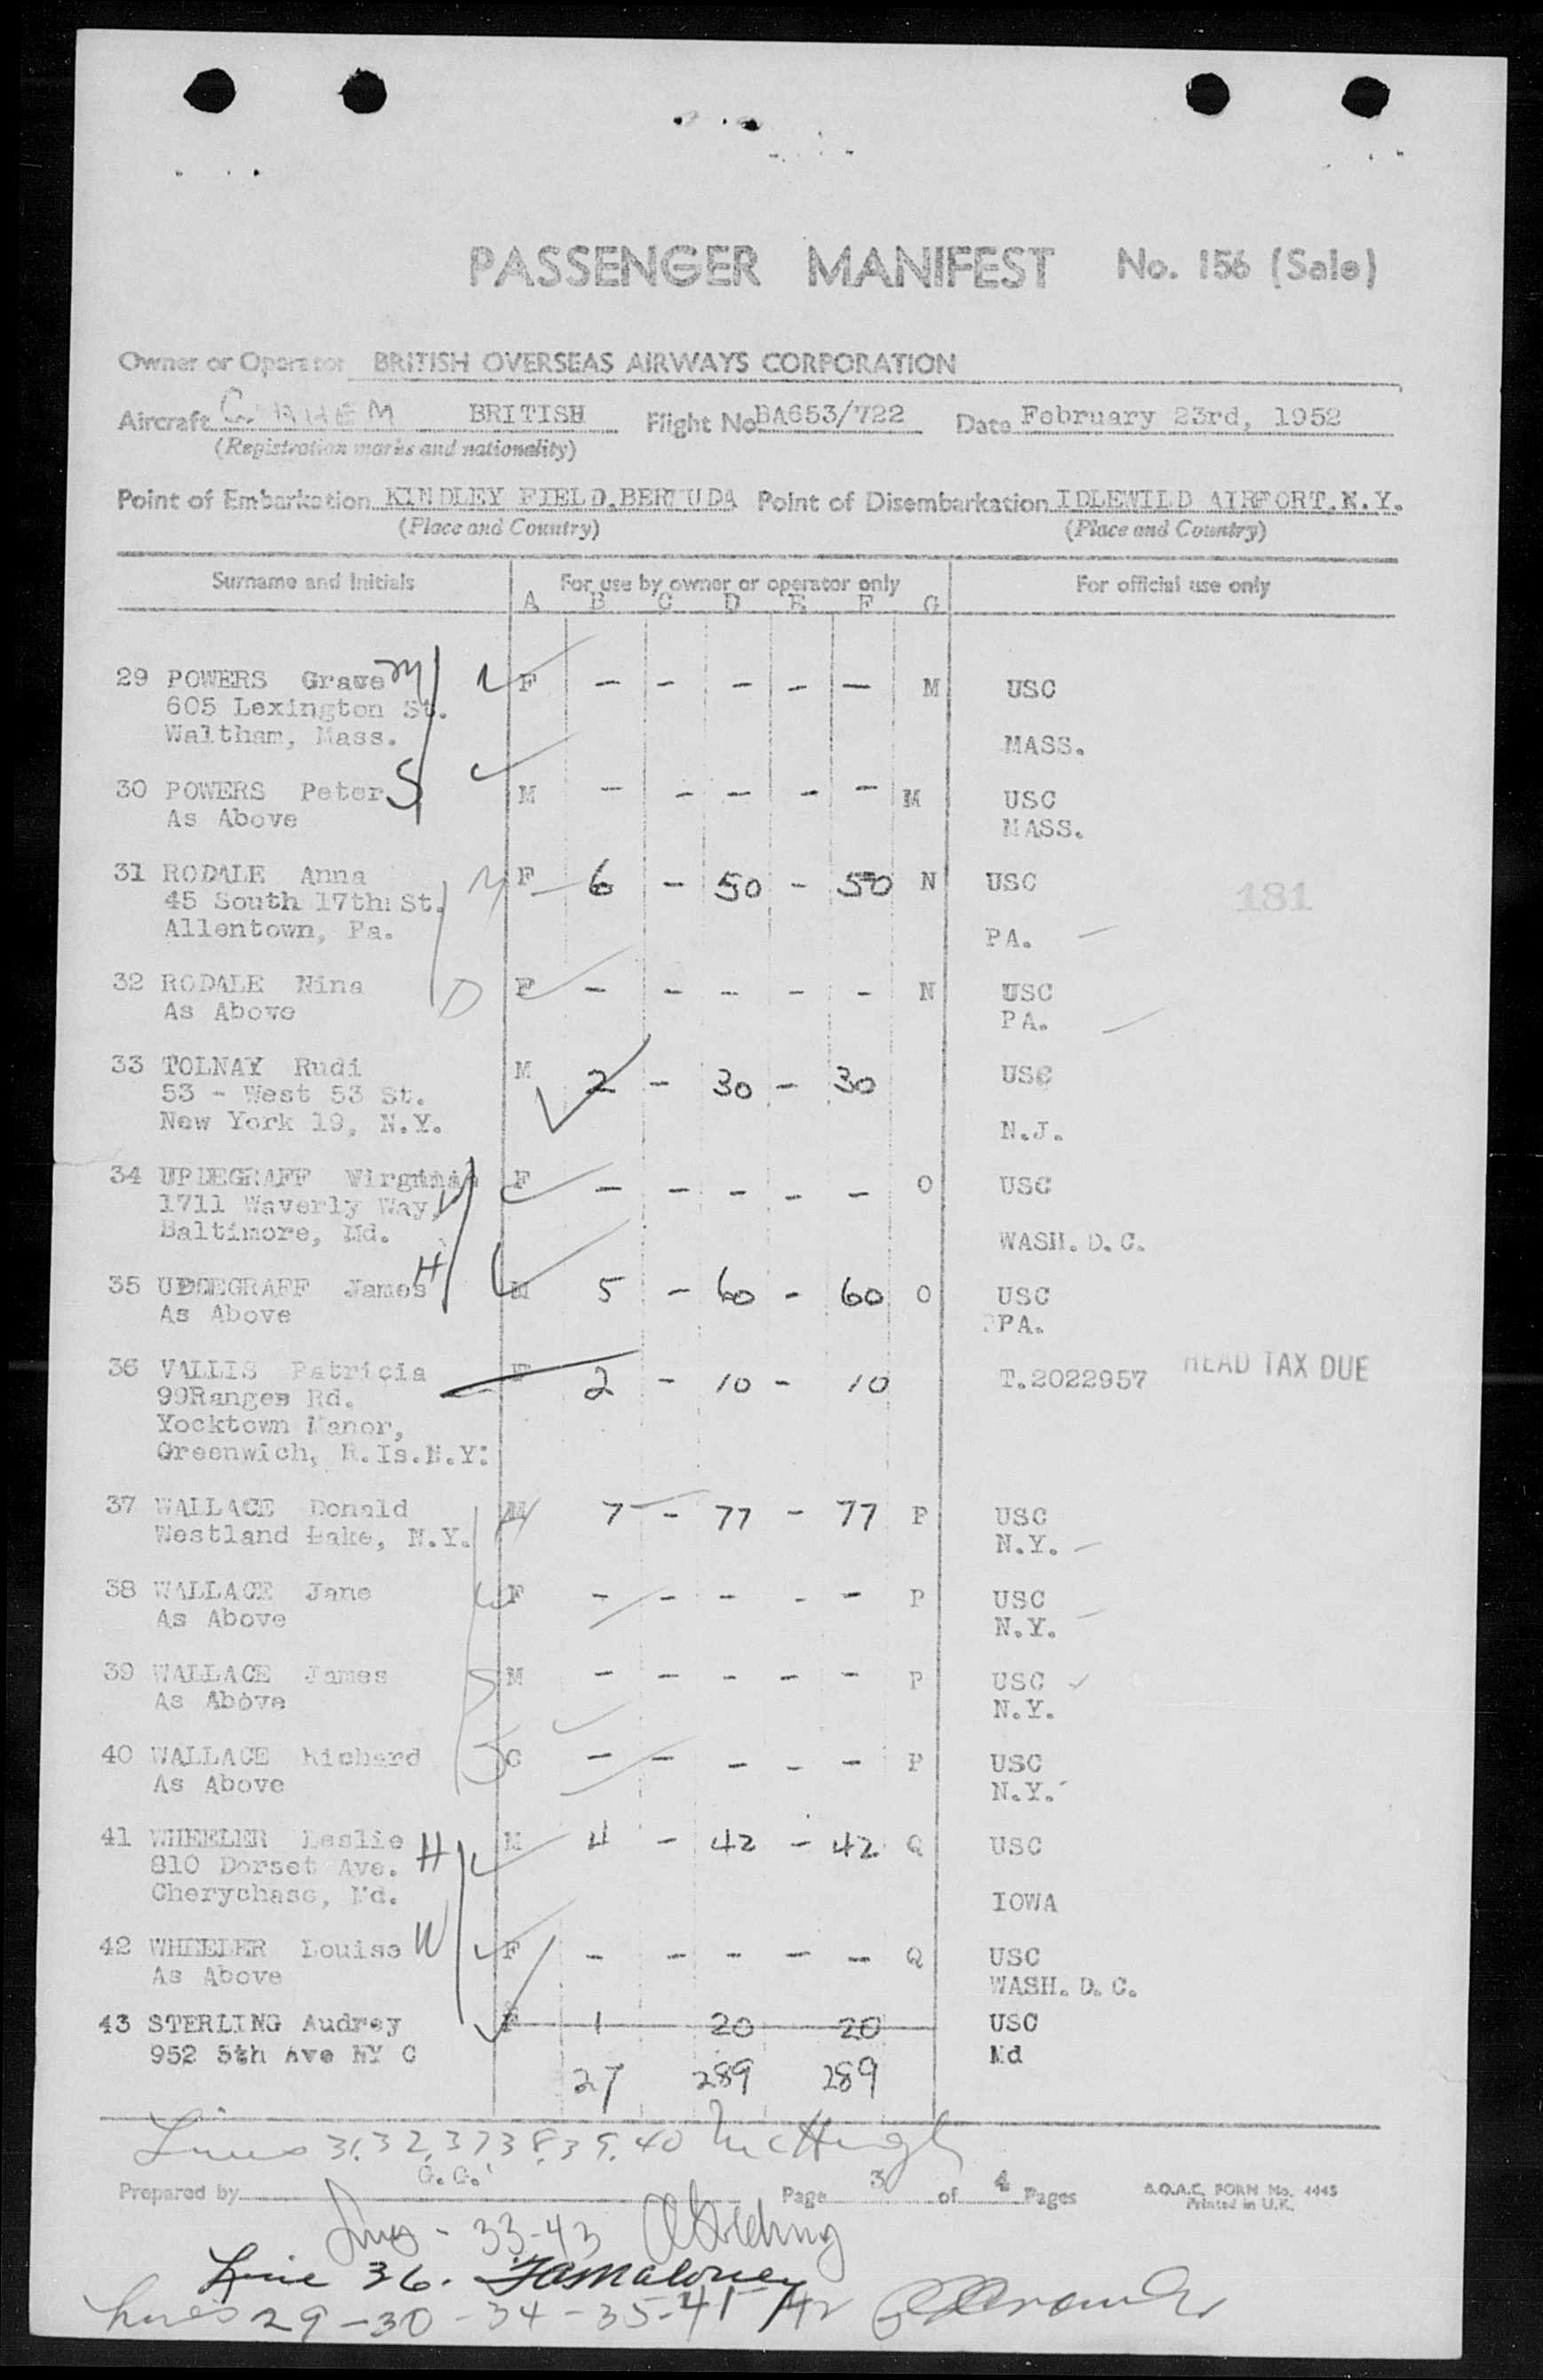 PASSENGER MANIFEST No. 156 (Sale)
Owner or Operator BRITISH OVERSEAS AIRWAYS CORPORATION
Aircraft BRITISH Flight No BA653/722 Date February 23rd, 1952
(Registration marks and nationality)
Point of Embarkation KINDLEY FIELD.BERMUDA Point of Disembarkation IDLEWILD AIRPORT.N.Y.
(Place and Country) (Place and Country)
Surname and Initials For use by owner or operator only For official use only
A B C D E F G
29 POWERS Grawe M F - - - - - M USC
605 Lexington St.
Waltham, Mass. MASS.
30 POWERS Peter S M - - - - - M USC
As Above MASS.
31 RODALE Anna M F 6 - 50 - 50 N USC
45 South 17th St. 181
Allentown, Pa. PA.
32 RODALE Nina D F - - - - - N USC
As Above PA.
33 TOLNAY Rudi M 2 - 30 - 30 USC
53 - West 53 St.
New York 19, N.Y. N.J.
34 UPDEGRAFF F - - - - - O USC
1711 Waverly Way,
Baltimore, Md. WASH. D. C.
35 UPDEGRAFF James H M 5 - 60 - 60 O USC
As Above PA.
36 VALLIS Patricia F 2 - 10 - 10 T.2022957 HEAD TAX DUE
99Ranges Rd.
Yocktown Manor,
Greenwich, R.Is.N.Y.
37 WALLACE Donald M 7 - 77 - 77 P USC
Westland Lake, N.Y. N.Y.
38 WALLACE Jane W F - - - - - P USC
As Above N.Y.
39 WALLACE James S M - - - - - P USC
As Above N.Y.
40 WALLACE Richard S C - - - - - P USC
As Above N.Y.
41 WHEELER Leslie H M 4 - 42 - 42 Q USC
810 Dorset Ave.
Cherychase, Md. IOWA
42 WHEELER Louise W F - - - - - Q USC
As Above WASH. D. C.
43 STERLING Audrey F 1 20 20 USC
952 5th Ave NY C Md
27 289 289
Lines 31.32.37 38.39.40 McHugh
Prepared by G.G. Page 3 of 4 Pages B.O.A.C. FORM No. 4445
Printed in U.K.
33-43
Line 36. Maloney
Lines 29-30-34-35-41-42